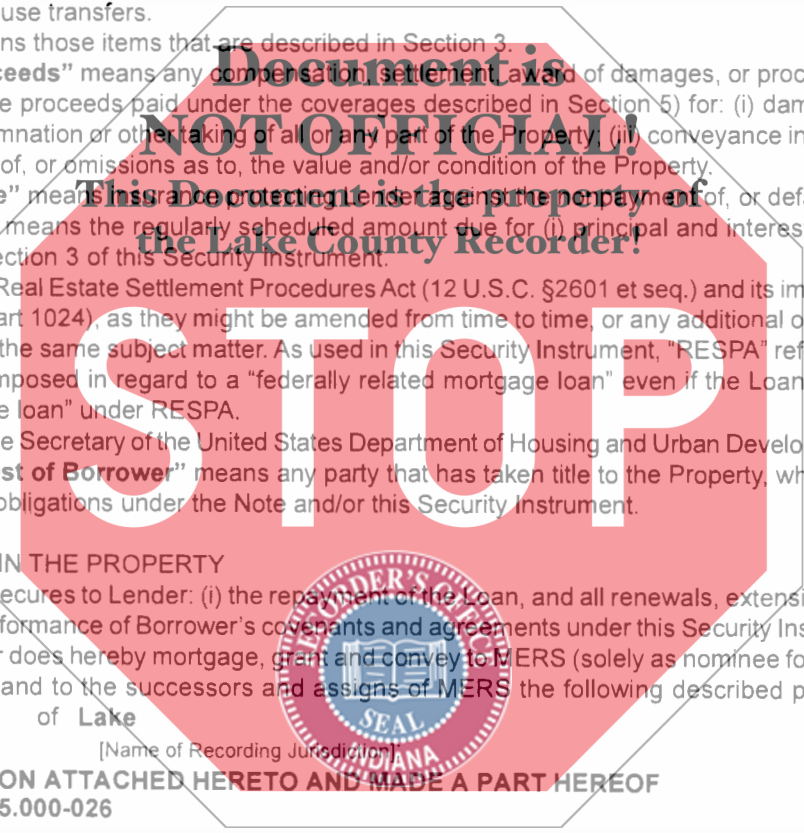 use transfers.
ns those items that are described in Section 3.
Document is
ceeds” means any compensation, settlement, award of damages, or proc
e proceeds paid under the coverages described in Section 5) for: (i) dam
NOT OFFICIAL!
mnation or other taking of all or any part of the Property; (iii) conveyance in
of, or omissions as to, the value and/or condition of the Property.
This Document is the property of
e” means insurance protecting Lender against the nonpayment of, or defa
means the regularly scheduled amount due for (i) principal and interes
the Lake County Recorder!
ection 3 of this Security Instrument.
Real Estate Settlement Procedures Act (12 U.S.C. §2601 et seq.) and its im
art 1024), as they might be amended from time to time, or any additional o
the same subject matter. As used in this Security Instrument, “RESPA” ref
mposed in regard to a “federally related mortgage loan” even if the Loan
e loan” under RESPA.
STOP
e Secretary of the United States Department of Housing and Urban Develo
st of Borrower” means any party that has taken title to the Property, wh
obligations under the Note and/or this Security Instrument.
IN THE PROPERTY
ecures to Lender: (i) the repayment of the Loan, and all renewals, extensi
formance of Borrower’s covenants and agreements under this Security Ins
r does hereby mortgage, grant and convey to MERS (solely as nominee fo
and to the successors and assigns of MERS the following described p
of Lake
[Name of Recording Jurisdiction]:
SEAL
INDIANA
ON ATTACHED HERETO AND MADE A PART HEREOF
5.000-026